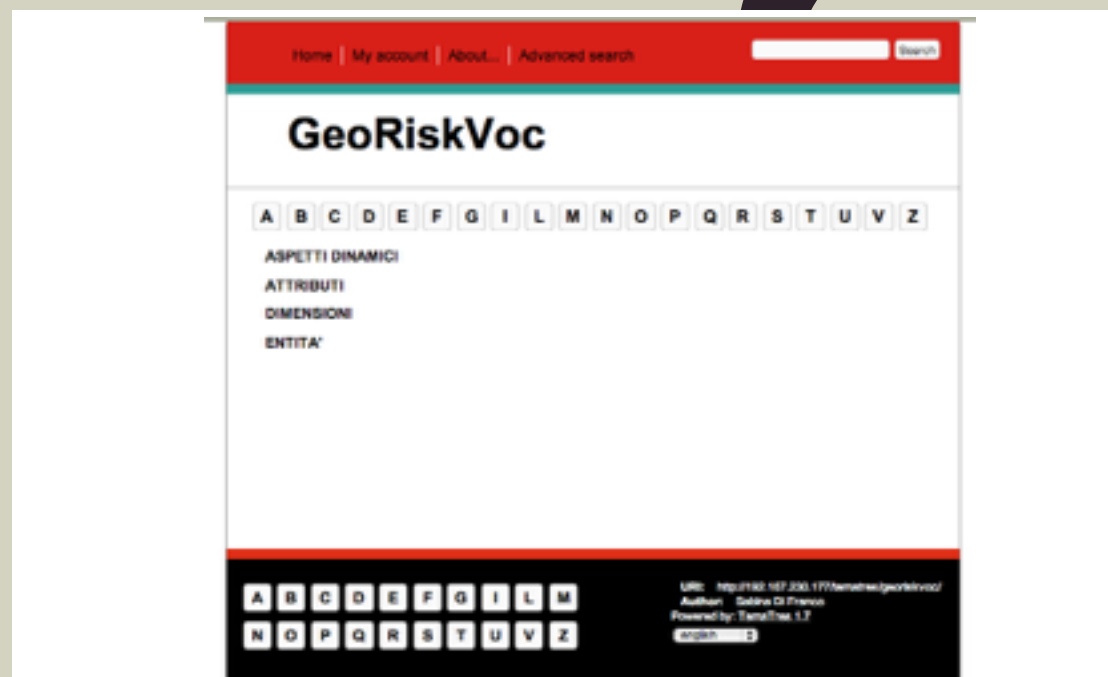 Home | My account | About... | Advanced search
Search
GeoRiskVoc
A B C D E F G I L M N O P Q R S T U V Z
ASPETTI DINAMICI
ATTRIBUTI
DIMENSIONI
ENTITA'
A B C D E F G I L M
N O P Q R S T U V Z
URI:
Author: Sabina Di Franco
Powered by: TemaTres 1.7
english